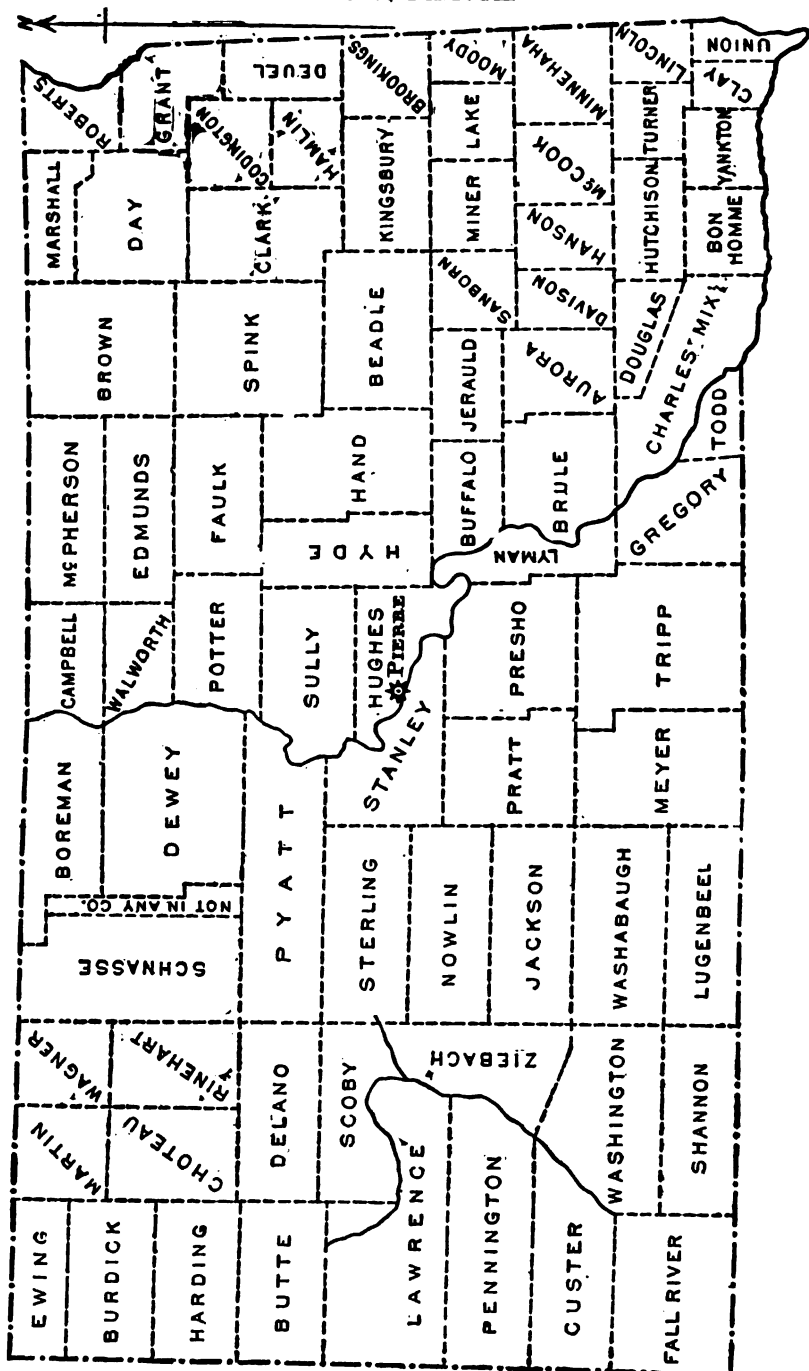 N
ROBERTS
GRANT
DEUEL
CODINGTON
HAMLIN
BROOKINGS
MOODY
MINNEHAHA
LINCOLN
UNION
CLAY
MARSHALL
DAY
CLARK
KINGSBURY
LAKE
MINER
McCOOK
HANSON
TURNER
HUTCHISON
YANKTON
BON
HOMME
BROWN
SPINK
BEADLE
SANBORN
DAVISON
JERAULD
AURORA
DOUGLAS
CHARLES MIX
TODD
McPHERSON
EDMUNDS
FAULK
HAND
HYDE
BUFFALO
BRULE
LYMAN
GREGORY
CAMPBELL
WALWORTH
POTTER
SULLY
HUGHES
PIERRE
STANLEY
PRESHO
PRATT
TRIPP
MEYER
BOREMAN
DEWEY
NOT IN ANY CO.
SCHNASSE
PYATT
STERLING
NOWLIN
JACKSON
WASHABAUGH
LUGENBEEL
WAGNER
RINEHART
MARTIN
CHOTEAU
DELANO
SCOBY
ZIEBACH
WASHINGTON
SHANNON
EWING
BURDICK
HARDING
BUTTE
LAWRENCE
PENNINGTON
CUSTER
FALL RIVER